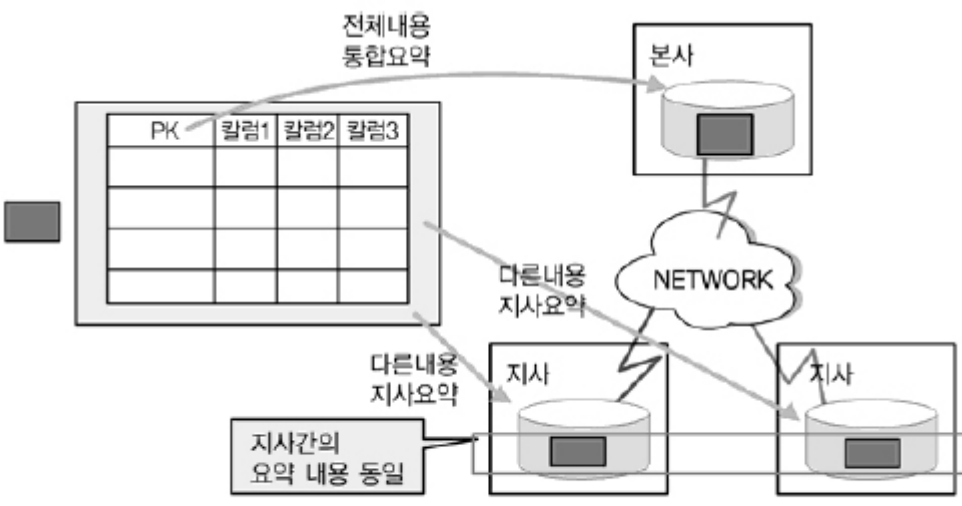 전체내용
통합요약
본사
PK 칼럼1 칼럼2 칼럼3
NETWORK
다른내용
지사요약
다른내용
지사요약
지사
지사
지사간의
요약 내용 동일